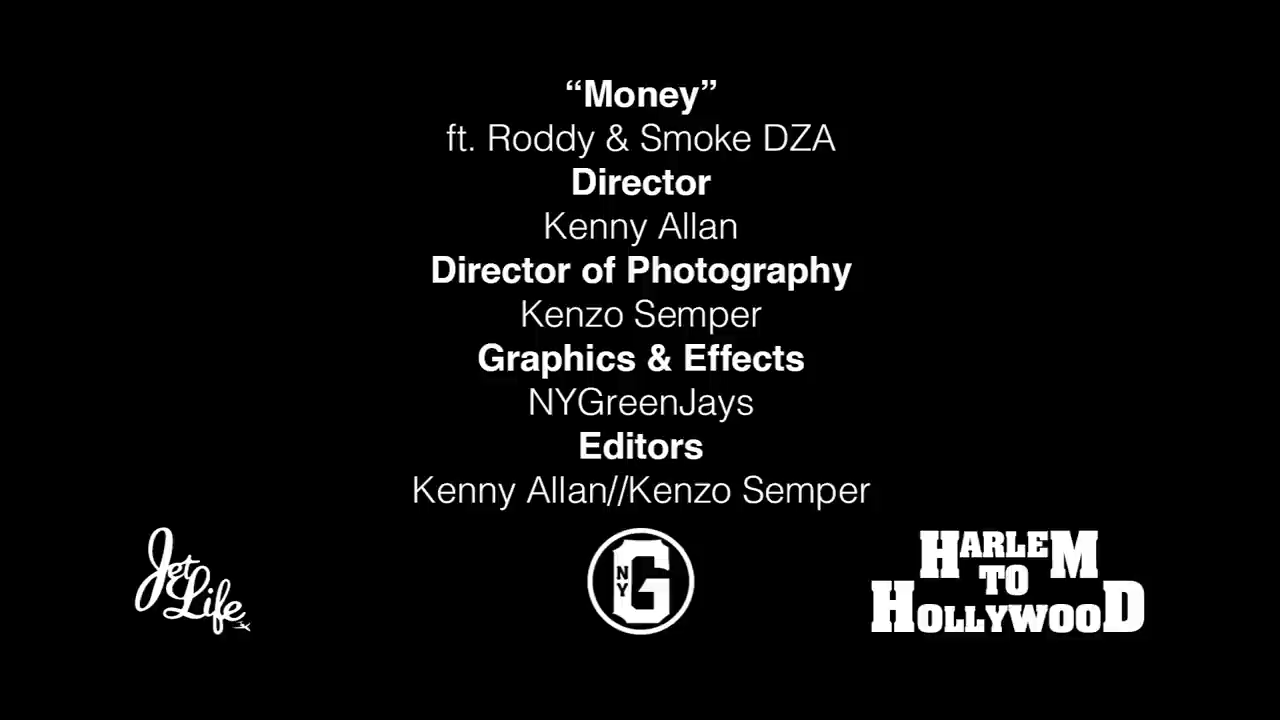 “Money”
ft. Roddy & Smoke DZA
Director
Kenny Allan
Director of Photography
Kenzo Semper
Graphics & Effects
NYGreenJays
Editors
Kenny Allan//Kenzo Semper
Jet Life
NY G
HARLEM TO HOLLYWOOD